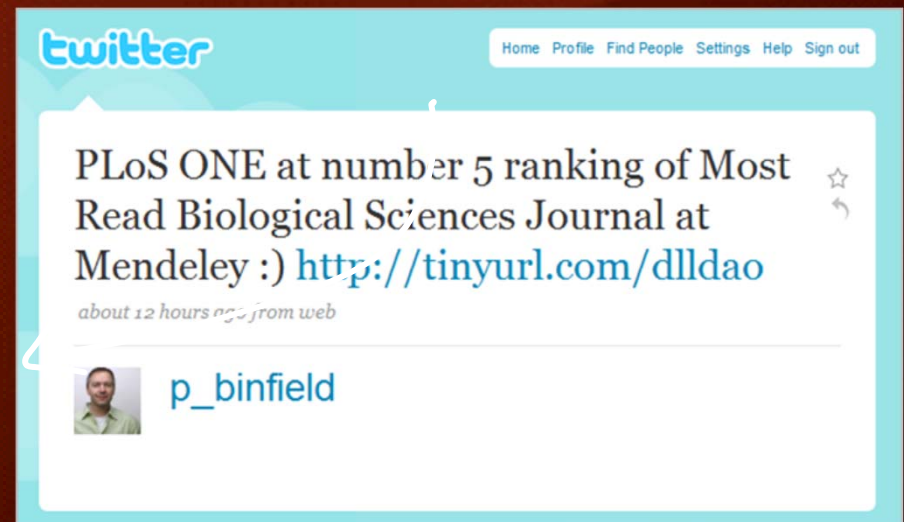 twitter
Home Profile Find People Settings Help Sign out
PLoS ONE at number 5 ranking of Most
Read Biological Sciences Journal at
Mendeley :) http://tinyurl.com/dlldao
about 12 hours ago from web
p_binfield